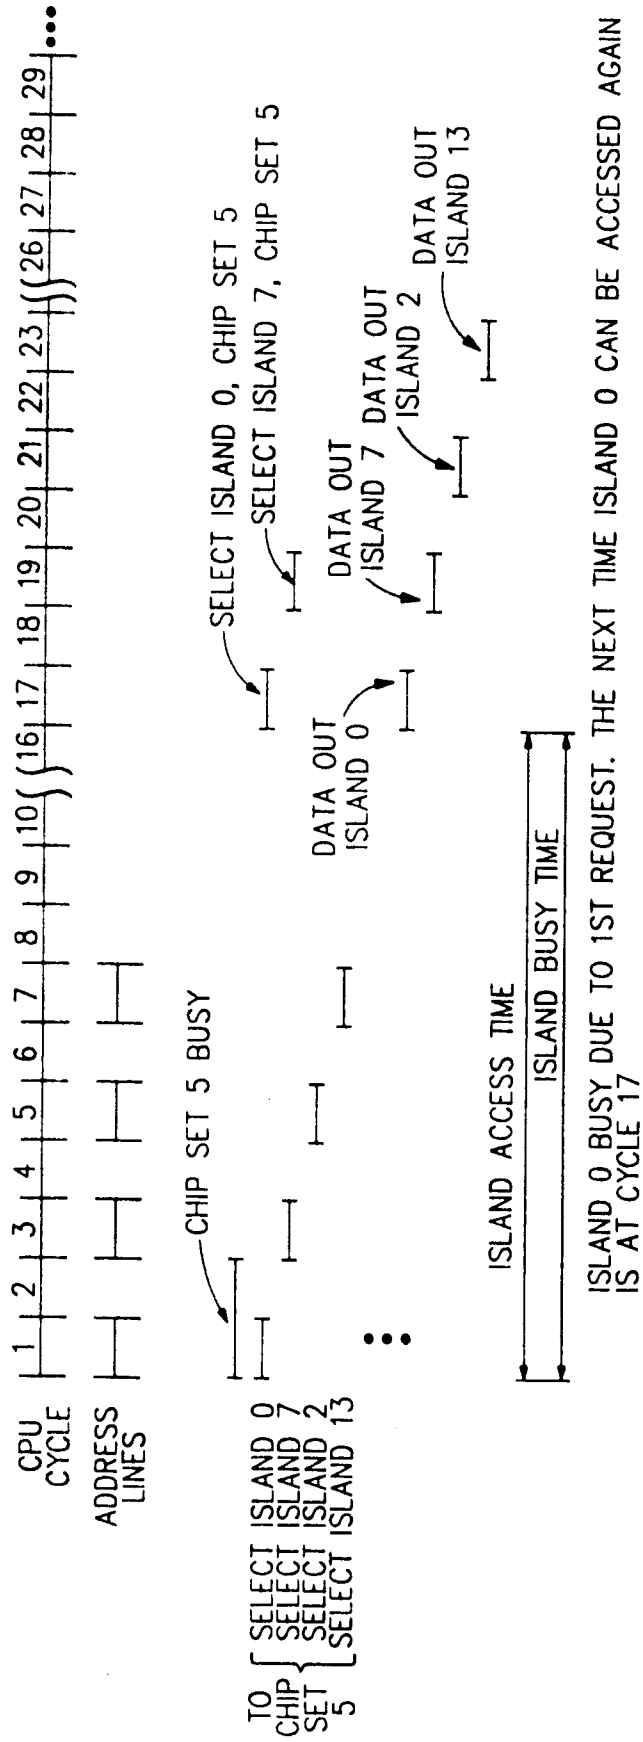 CPU
CYCLE
1 2 3 4 5 6 7 8 9 10 16 17 18 19 20 21 22 23 26 27 28 29 •••
ADDRESS
LINES
CHIP SET 5 BUSY
SELECT ISLAND 0, CHIP SET 5
SELECT ISLAND 7, CHIP SET 5
TO
CHIP
SET
5
SELECT ISLAND 0
SELECT ISLAND 7
SELECT ISLAND 2
SELECT ISLAND 13
•••
DATA OUT
ISLAND 0
DATA OUT
ISLAND 7
DATA OUT
ISLAND 2
DATA OUT
ISLAND 13
ISLAND ACCESS TIME
ISLAND BUSY TIME
ISLAND 0 BUSY DUE TO 1ST REQUEST. THE NEXT TIME ISLAND 0 CAN BE ACCESSED AGAIN
IS AT CYCLE 17